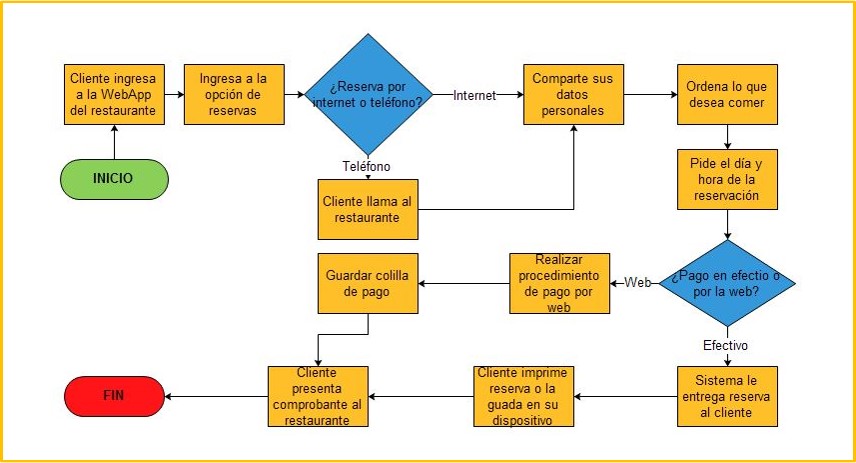 Cliente ingresa
a la WebApp
del restaurante
Ingresa a la
opción de
reservas
¿Reserva por
internet o teléfono?
Internet
Comparte sus
datos
personales
Ordena lo que
desea comer
INICIO
Teléfono
Cliente llama al
restaurante
Pide el día y
hora de la
reservación
Guardar colilla
de pago
Realizar
procedimiento
de pago por
web
Web
¿Pago en efectio o
por la web?
Efectivo
FIN
Cliente
presenta
comprobante al
restaurante
Cliente imprime
reserva o la
guada en su
dispositivo
Sistema le
entrega reserva
al cliente